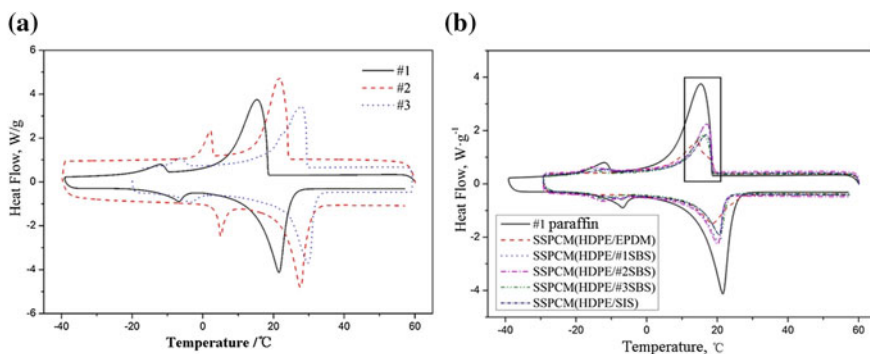 (a)
6
4
2
0
-2
-4
-6
Heat Flow, W/g
-40
-20
0
20
40
60
Temperature /℃
#1
#2
#3
(b)
4
2
0
-2
-4
Heat Flow, W·g⁻¹
-40
-20
0
20
40
60
Temperature, ℃
#1 paraffin
SSPCM(HDPE/EPDM)
SSPCM(HDPE/#1SBS)
SSPCM(HDPE/#2SBS)
SSPCM(HDPE/#3SBS)
SSPCM(HDPE/SIS)